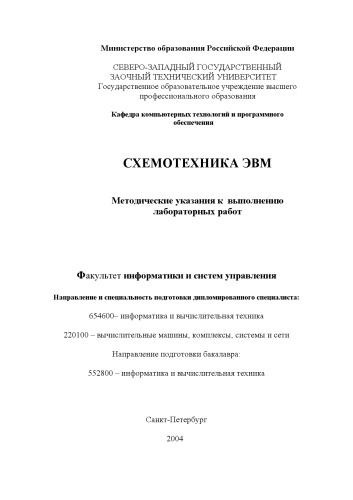 Министерство образования Российской Федерации
СЕВЕРО-ЗАПАДНЫЙ ГОСУДАРСТВЕННЫЙ
ЗАОЧНЫЙ ТЕХНИЧЕСКИЙ УНИВЕРСИТЕТ
Государственное образовательное учреждение высшего
профессионального образования
Кафедра компьютерных технологий и программного
обеспечения
СХЕМОТЕХНИКА ЭВМ
Методические указания к выполнению
лабораторных работ
Факультет информатики и систем управления
Направление и специальность подготовки дипломированного специалиста:
654600– информатика и вычислительная техника
220100 – вычислительные машины, комплексы, системы и сети
Направление подготовки бакалавра:
552800 – информатика и вычислительная техника
Санкт-Петербург
2004